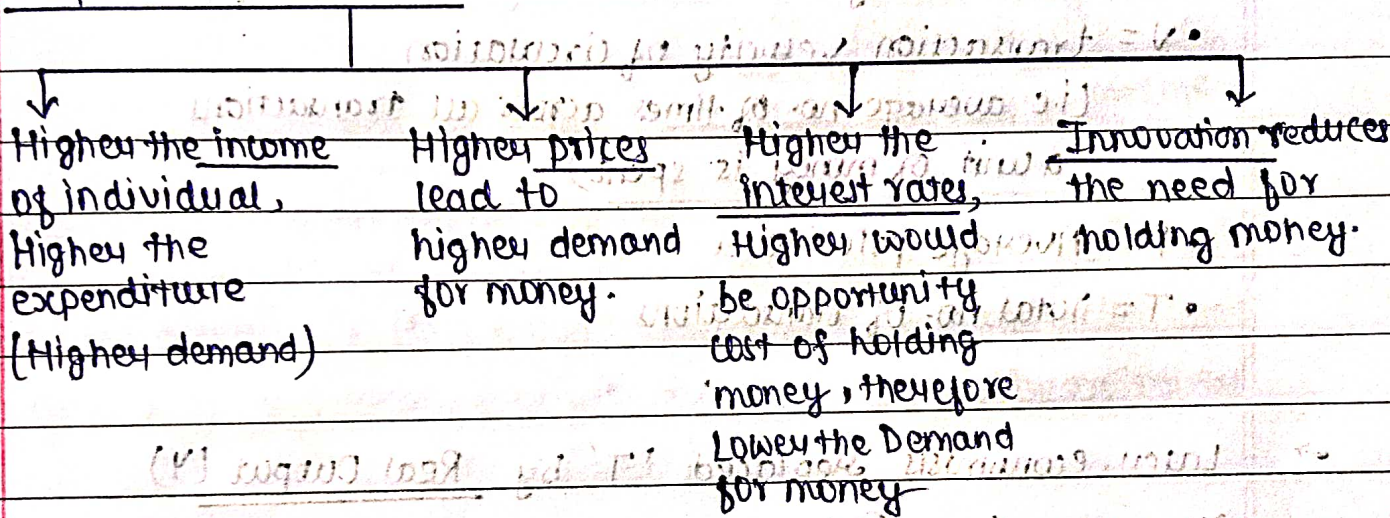 Higher the income
of individual,
Higher the
expenditure
(Higher demand)
Higher prices
lead to
higher demand
for money.
Higher the
interest rates,
Higher would
be opportunity
cost of holding
money, therefore
Lower the Demand
for money
Innovation reduces
the need for
holding money.